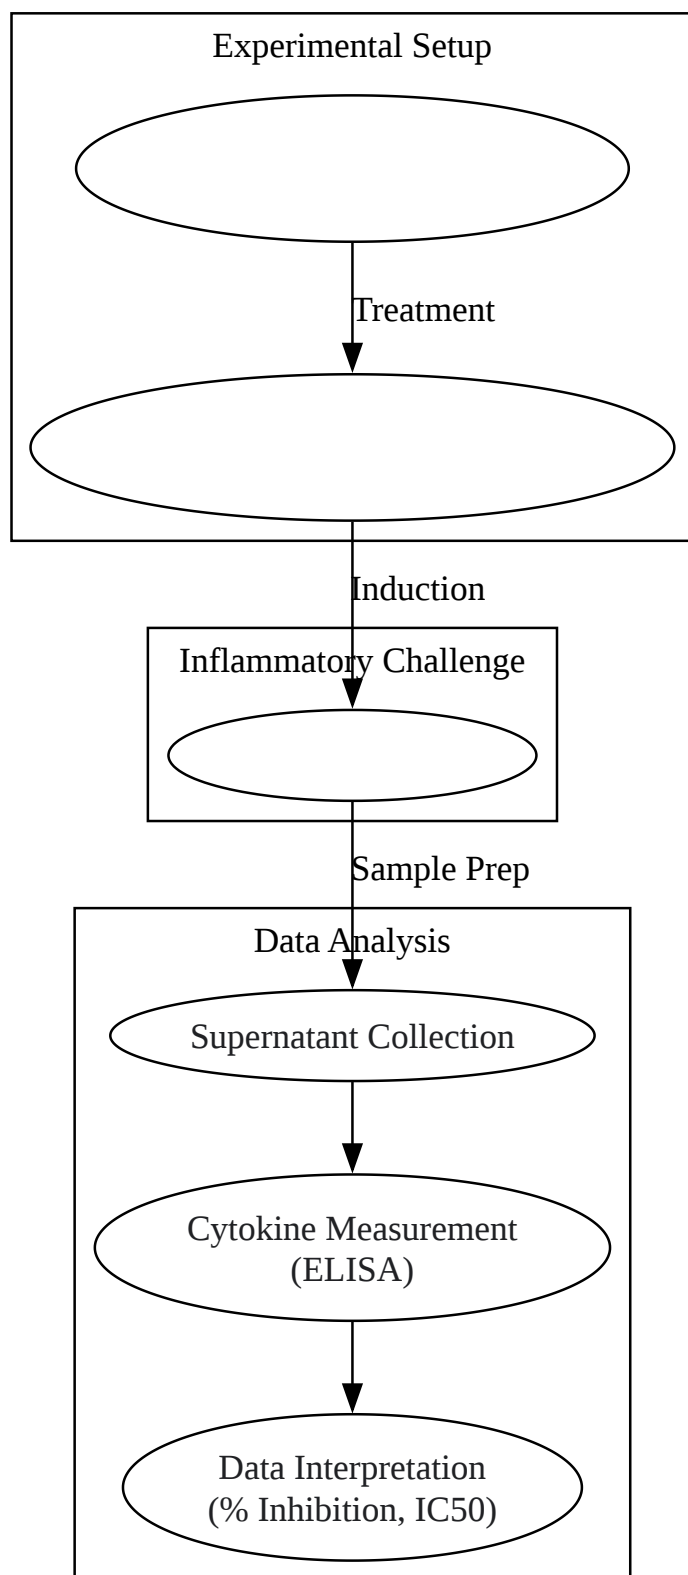 Experimental Setup
Treatment
Induction
Inflammatory Challenge
Sample Prep
Data Analysis
Supernatant Collection
Cytokine Measurement
(ELISA)
Data Interpretation
(% Inhibition, IC50)